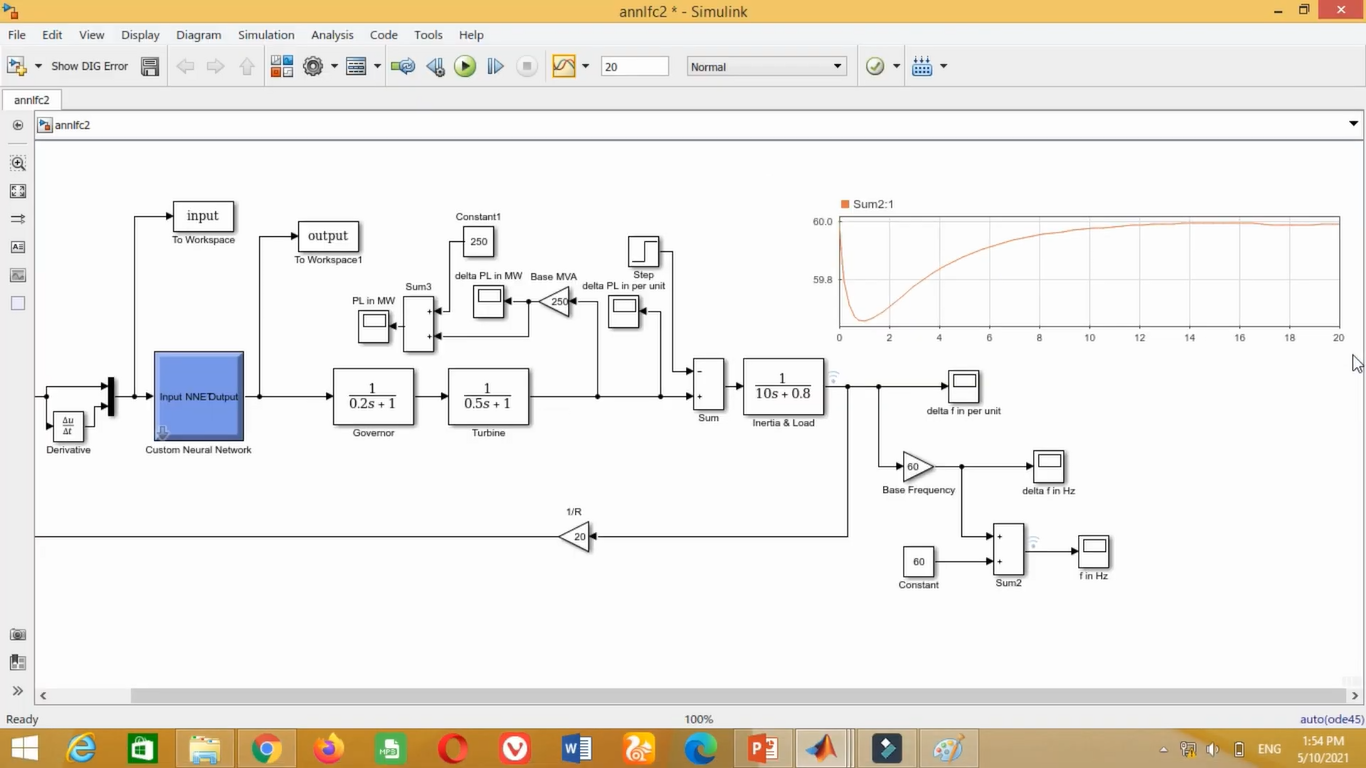 annlfc2 * - Simulink
File Edit View Display Diagram Simulation Analysis Code Tools Help
Show DIG Error
20
Normal
annlfc2
annlfc2
input
To Workspace
output
To Workspace1
Constant1
250
Sum3
delta PL in MW
Base MVA
250
PL in MW
+
+
Step
delta PL in per unit
Sum2:1
60.0
59.8
0 2 4 6 8 10 12 14 16 18 20
Δu
Δt
Derivative
Input NNET Output
Custom Neural Network
1
0.2s + 1
Governor
1
0.5s + 1
Turbine
-
+
Sum
1
10s + 0.8
Inertia & Load
delta f in per unit
60
Base Frequency
delta f in Hz
1/R
20
60
Constant
+
+
Sum2
f in Hz
Ready
100%
auto(ode45)
ENG
1:54 PM
5/10/2021